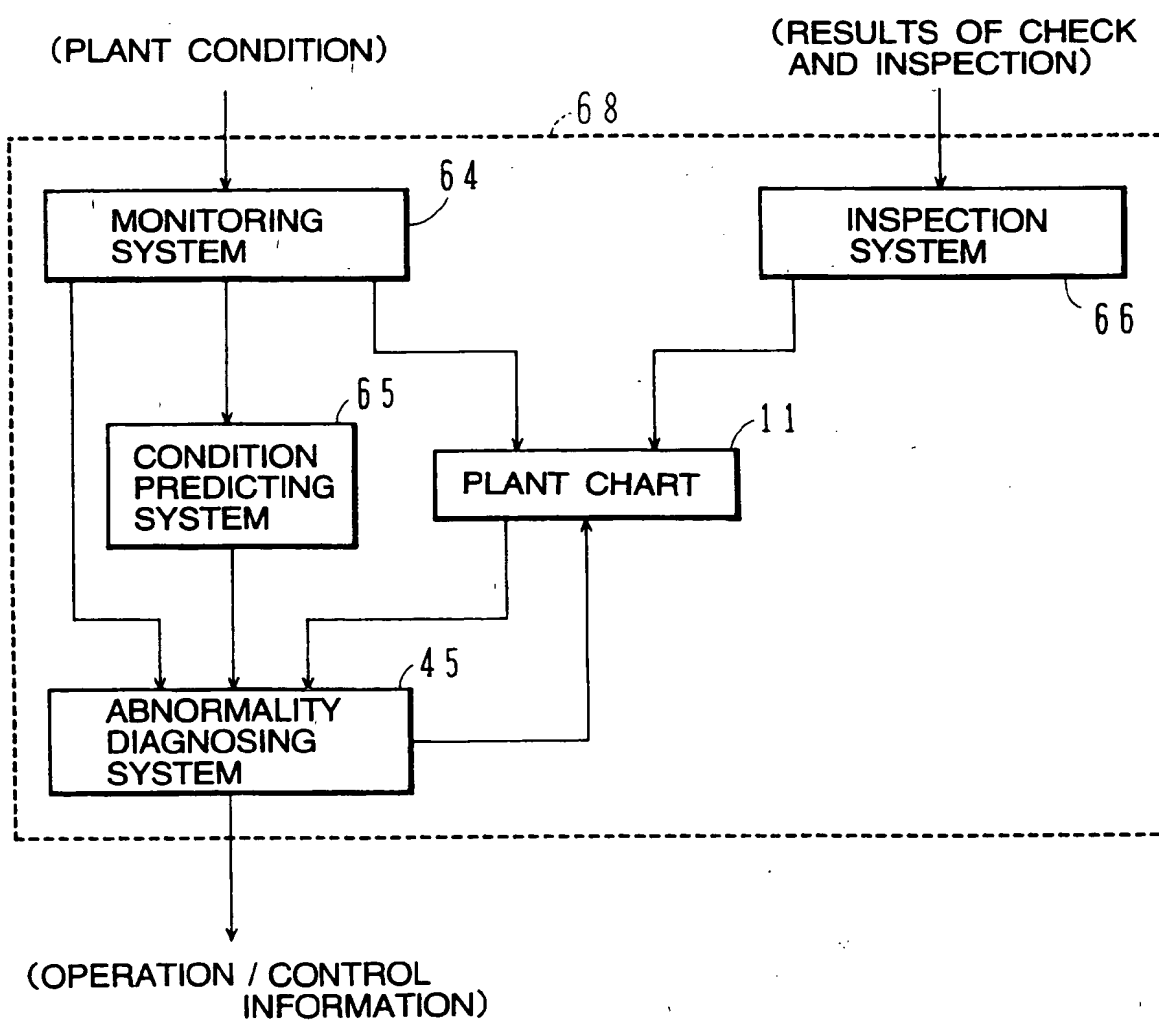 (PLANT CONDITION)
(RESULTS OF CHECK
AND INSPECTION)
68
64
MONITORING
SYSTEM
INSPECTION
SYSTEM
66
65
CONDITION
PREDICTING
SYSTEM
11
PLANT CHART
45
ABNORMALITY
DIAGNOSING
SYSTEM
(OPERATION / CONTROL
INFORMATION)